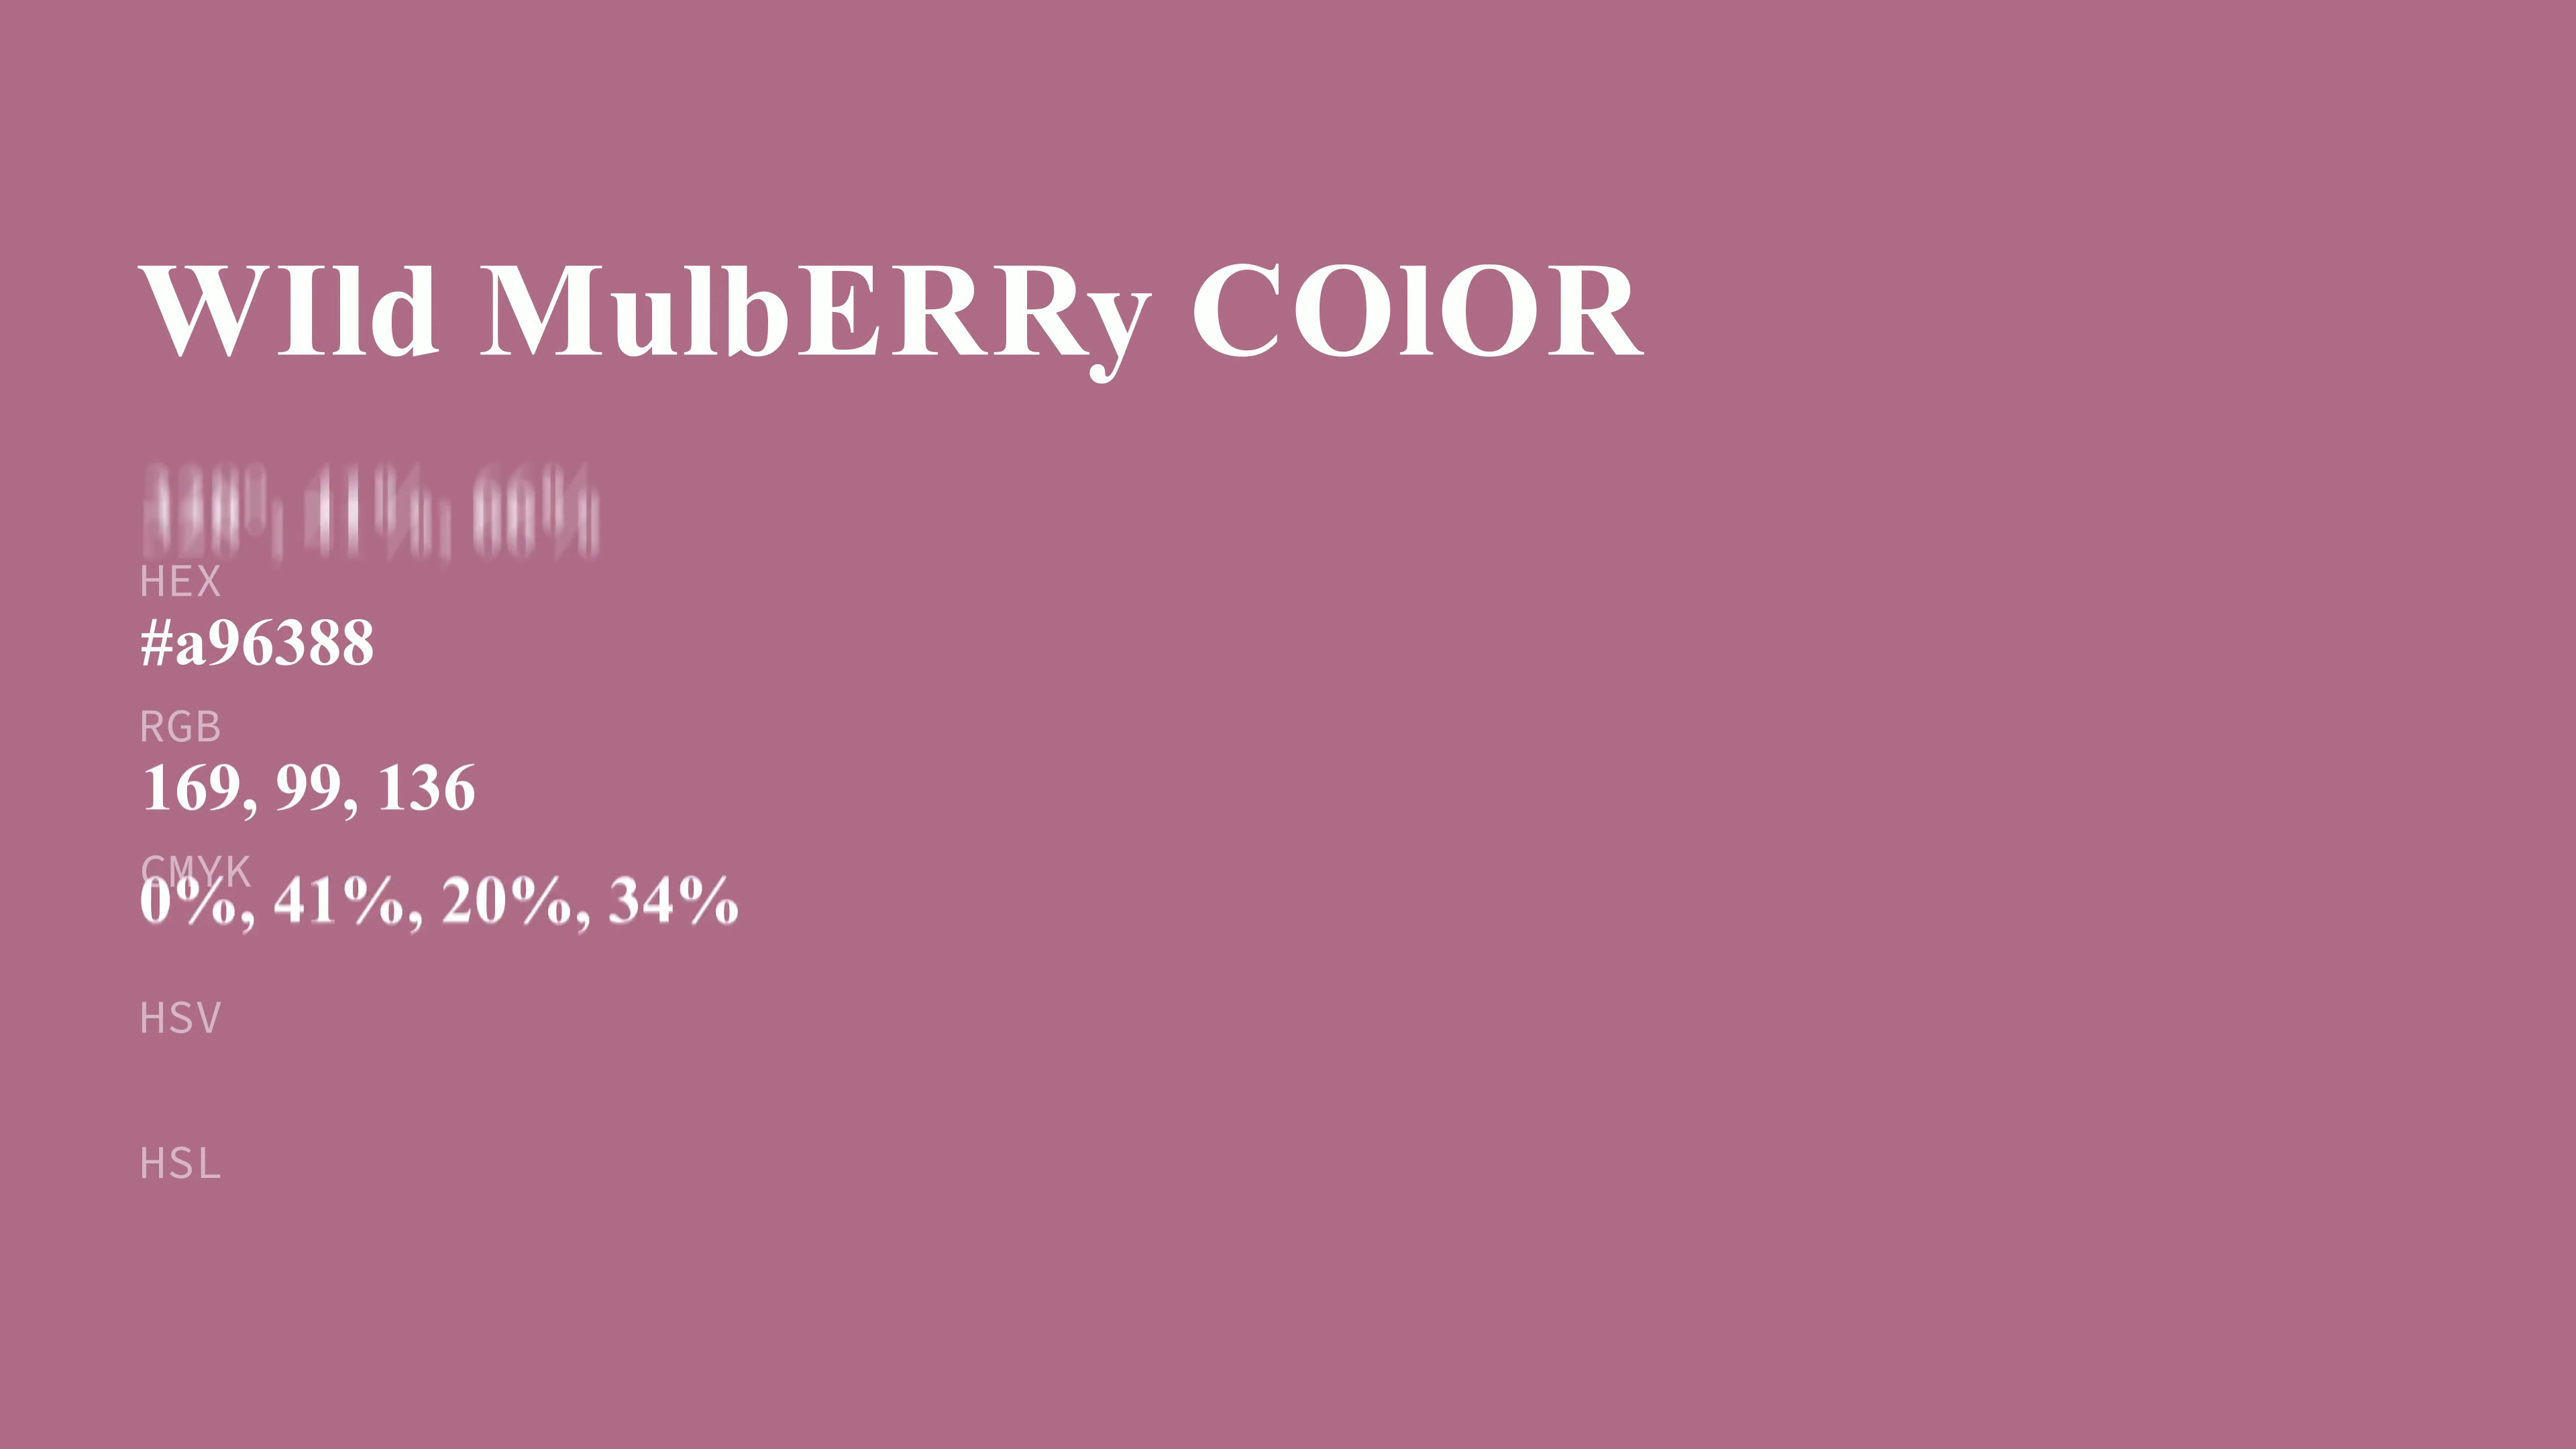 WIld MulbERRy COlOR
HEX
#a96388
RGB
169, 99, 136
CMYK
0%, 41%, 20%, 34%
HSV
HSL